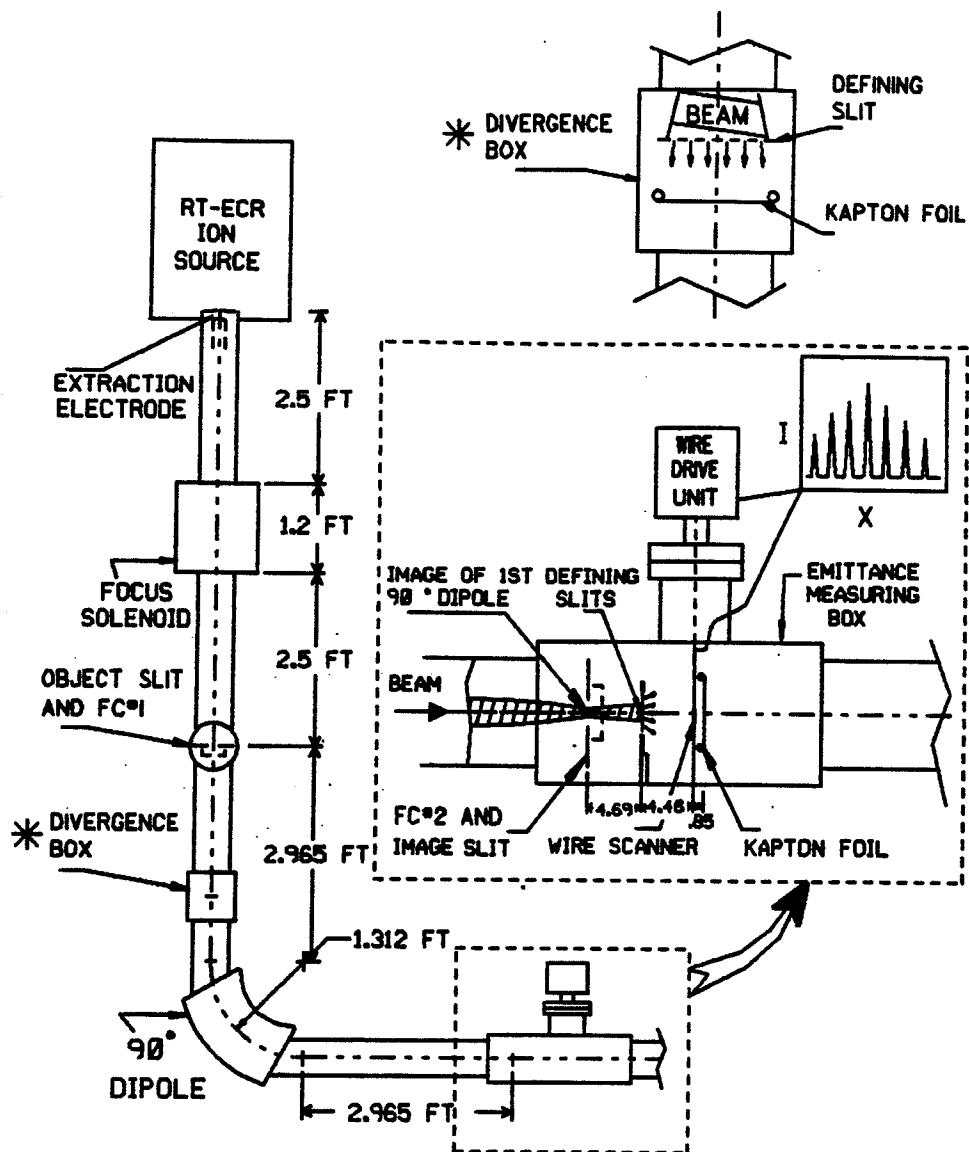 DEFINING
SLIT
BEAM
✳ DIVERGENCE
BOX
KAPTON FOIL
RT-ECR
ION
SOURCE
EXTRACTION
ELECTRODE
2.5 FT
1.2 FT
FOCUS
SOLENOID
2.5 FT
OBJECT SLIT
AND FC#1
✳ DIVERGENCE
BOX
2.965 FT
1.312 FT
90°
DIPOLE
2.965 FT
WIRE
DRIVE
UNIT
I
X
IMAGE OF 1ST DEFINING
90° DIPOLE SLITS
EMITTANCE
MEASURING
BOX
BEAM
4.69 4.46 .85
FC#2 AND
IMAGE SLIT WIRE SCANNER KAPTON FOIL